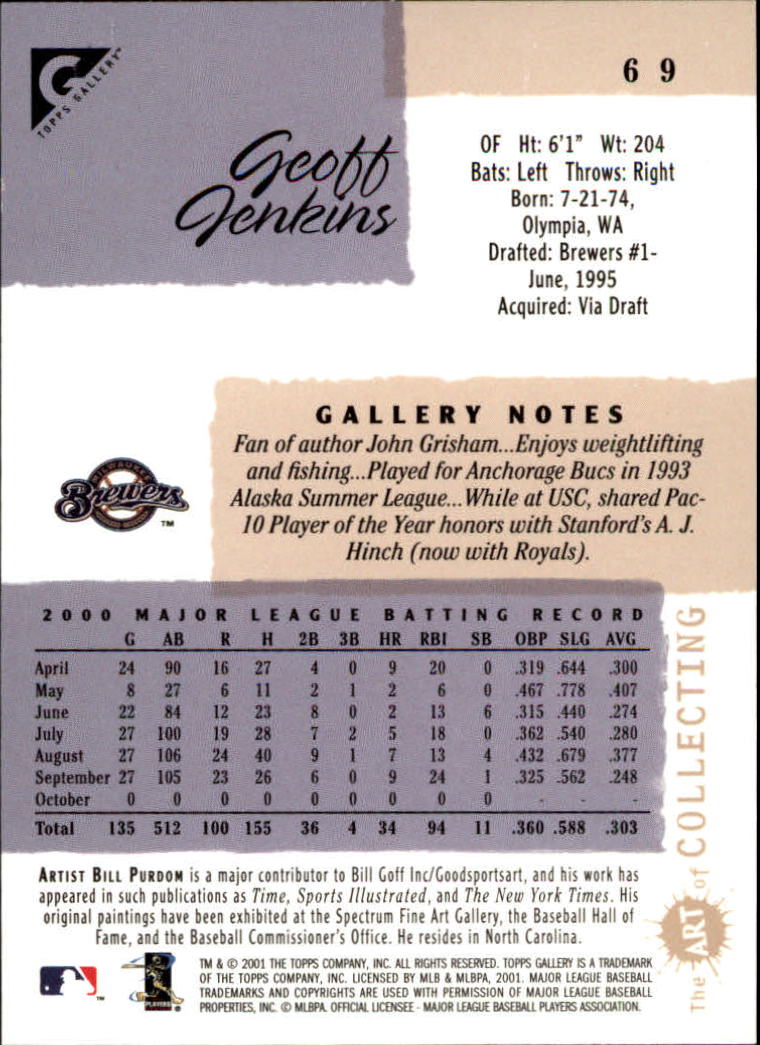 G
TOPPS GALLERY™
6 9
Geoff
Jenkins
OF Ht: 6'1" Wt: 204
Bats: Left Throws: Right
Born: 7-21-74,
Olympia, WA
Drafted: Brewers #1-
June, 1995
Acquired: Via Draft
GALLERY NOTES
Fan of author John Grisham...Enjoys weightlifting
and fishing...Played for Anchorage Bucs in 1993
Alaska Summer League...While at USC, shared Pac-
10 Player of the Year honors with Stanford's A. J.
Hinch (now with Royals).
MILWAUKEE
Brewers
™
2000 MAJOR LEAGUE BATTING RECORD
G AB R H 2B 3B HR RBI SB OBP SLG AVG
April 24 90 16 27 4 0 9 20 0 .319 .644 .300
May 8 27 6 11 2 1 2 6 0 .467 .778 .407
June 22 84 12 23 8 0 2 13 6 .315 .440 .274
July 27 100 19 28 7 2 5 18 0 .362 .540 .280
August 27 106 24 40 9 1 7 13 4 .432 .679 .377
September 27 105 23 26 6 0 9 24 1 .325 .562 .248
October 0 0 0 0 0 0 0 0 0 - - -
Total 135 512 100 155 36 4 34 94 11 .360 .588 .303
The ART of COLLECTING
ARTIST BILL PURDOM is a major contributor to Bill Goff Inc/Goodsportsart, and his work has
appeared in such publications as Time, Sports Illustrated, and The New York Times. His
original paintings have been exhibited at the Spectrum Fine Art Gallery, the Baseball Hall of
Fame, and the Baseball Commissioner's Office. He resides in North Carolina.
™
PLAYERS
TM & © 2001 THE TOPPS COMPANY, INC. ALL RIGHTS RESERVED. TOPPS GALLERY IS A TRADEMARK
OF THE TOPPS COMPANY, INC. LICENSED BY MLB & MLBPA, 2001. MAJOR LEAGUE BASEBALL
TRADEMARKS AND COPYRIGHTS ARE USED WITH PERMISSION OF MAJOR LEAGUE BASEBALL
PROPERTIES, INC. © MLBPA. OFFICIAL LICENSEE - MAJOR LEAGUE BASEBALL PLAYERS ASSOCIATION.